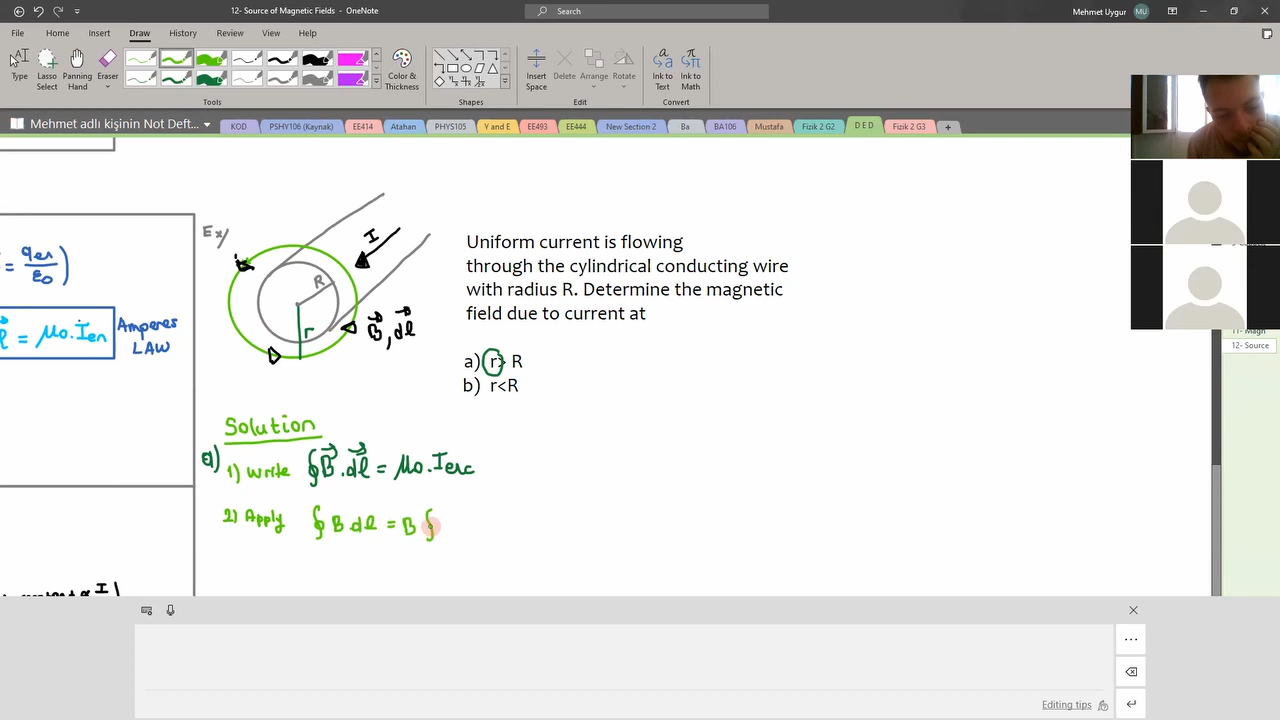 12- Source of Magnetic Fields - OneNote
Search
Mehmet Uygur MU
File Home Insert Draw History Review View Help
Type
Lasso Select
Panning Hand
Eraser
Color & Thickness
Insert Space
Delete
Arrange
Rotate
Ink to Text
Ink to Math
Tools
Shapes
Edit
Convert
Mehmet adlı kişinin Not Deft...
KOD PSHY106 (Kaynak) EE414 Atahan PHYS105 Y and E EE493 EE444 New Section 2 Ba BA106 Mustafa Fizik 2 G2 D E D Fizik 2 G3 +
Ex/
I
R
r
B⃗, dl⃗
Uniform current is flowing
through the cylindrical conducting wire
with radius R. Determine the magnetic
field due to current at
a) r> R
b) r<R
ε0)
l⃗ = μo.Ien
Amperes
LAW
Solution
a)
1) Write ∮B⃗.dl⃗ = μo.Ienc
2) Apply ∮B.dl = B∮
11- Magn
12- Source
Editing tips